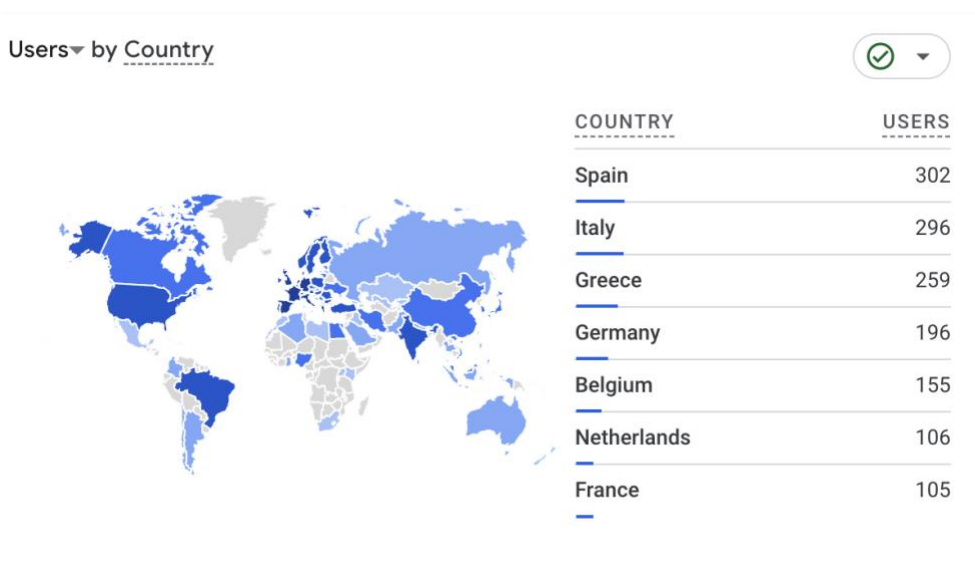 Users by Country
COUNTRY USERS
Spain 302
Italy 296
Greece 259
Germany 196
Belgium 155
Netherlands 106
France 105